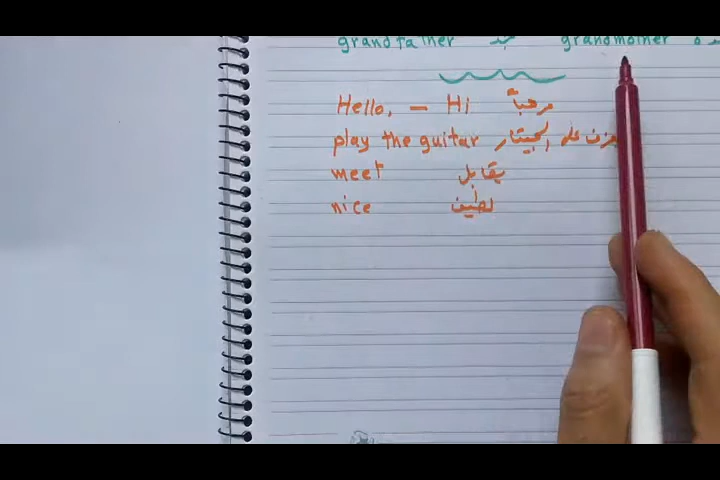 grandfather جد grandmother
Hello, - Hi مرحباً
play the guitar يعزف على الجيتار
meet يقابل
nice لطيف